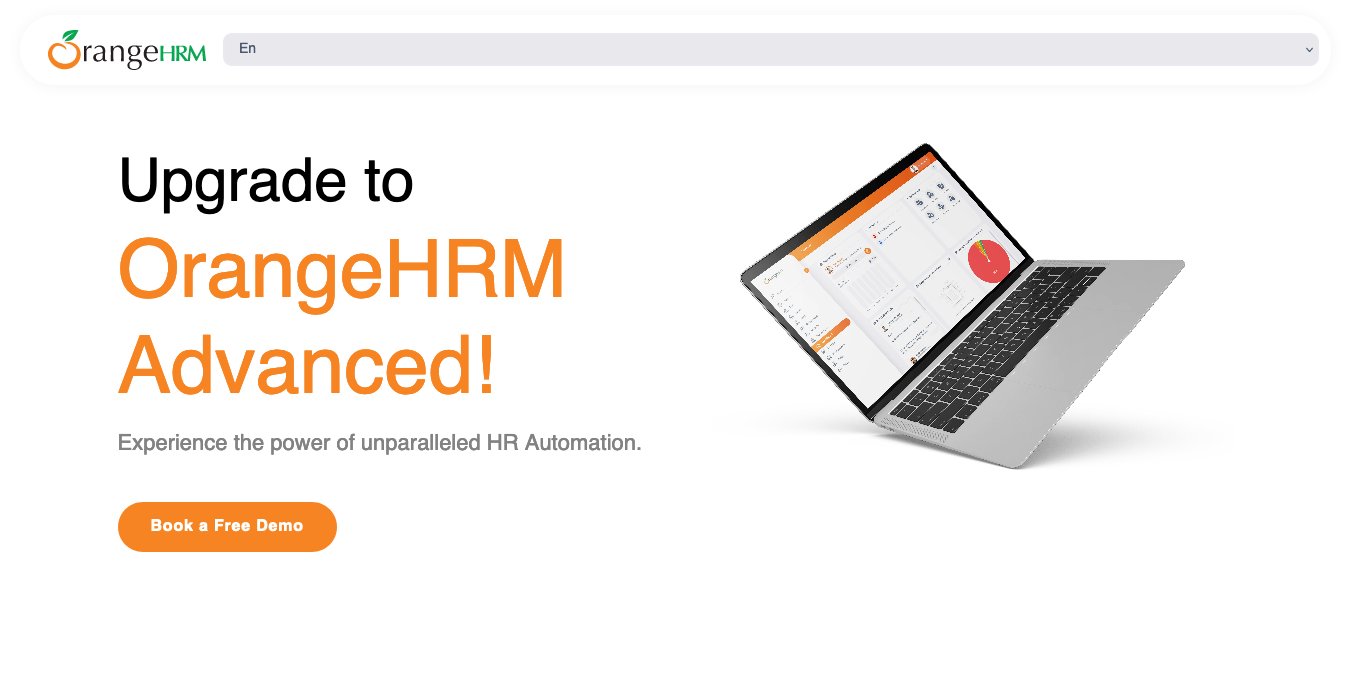 OrangeHRM
En
Upgrade to
OrangeHRM
Advanced!
Experience the power of unparalleled HR Automation.
Book a Free Demo